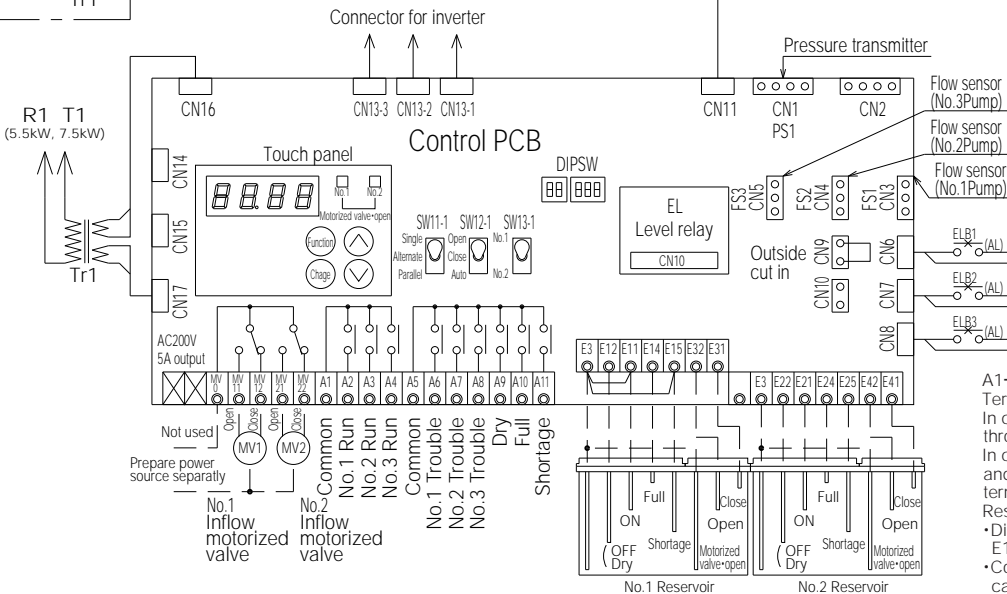 Connector for inverter
Pressure transmitter
CN16
CN13-3
CN13-2
CN13-1
CN11
CN1
PS1
CN2
Flow sensor
(No.3Pump)
Flow sensor
(No.2Pump)
Flow sensor
(No.1Pump)
R1 T1
(5.5kW, 7.5kW)
Tr1
CN14
CN15
CN17
Control PCB
Touch panel
88.88
No.1
No.2
Motorized valve•open
Function
Chage
DIPSW
SW11-1
Single
Alternate
Parallel
SW12-1
Open
Close
Auto
SW13-1
No.1
No.2
EL
Level relay
CN10
FS3
CN5
FS2
CN4
FS1
CN3
Outside
cut in
CN9
CN10
CN6
CN7
CN8
ELB1
(AL)
ELB2
(AL)
ELB3
(AL)
AC200V
5A output
MV
0
MV
11
MV
12
MV
21
MV
22
A1
A2
A3
A4
A5
A6
A7
A8
A9
A10
A11
E3
E12
E11
E14
E15
E32
E31
E3
E22
E21
E24
E25
E42
E41
Not used
Open
Close
Open
Close
MV1
MV2
Prepare power
source separatly
No.1
Inflow
motorized
valve
No.2
Inflow
motorized
valve
Common
No.1 Run
No.2 Run
No.3 Run
Common
No.1 Trouble
No.2 Trouble
No.3 Trouble
Dry
Full
Shortage
Full
Close
ON
Open
OFF
Dry
Shortage
Motorized
valve•open
No.1 Reservoir
Full
Close
ON
Open
OFF
Dry
Shortage
Motorized
valve•open
No.2 Reservoir